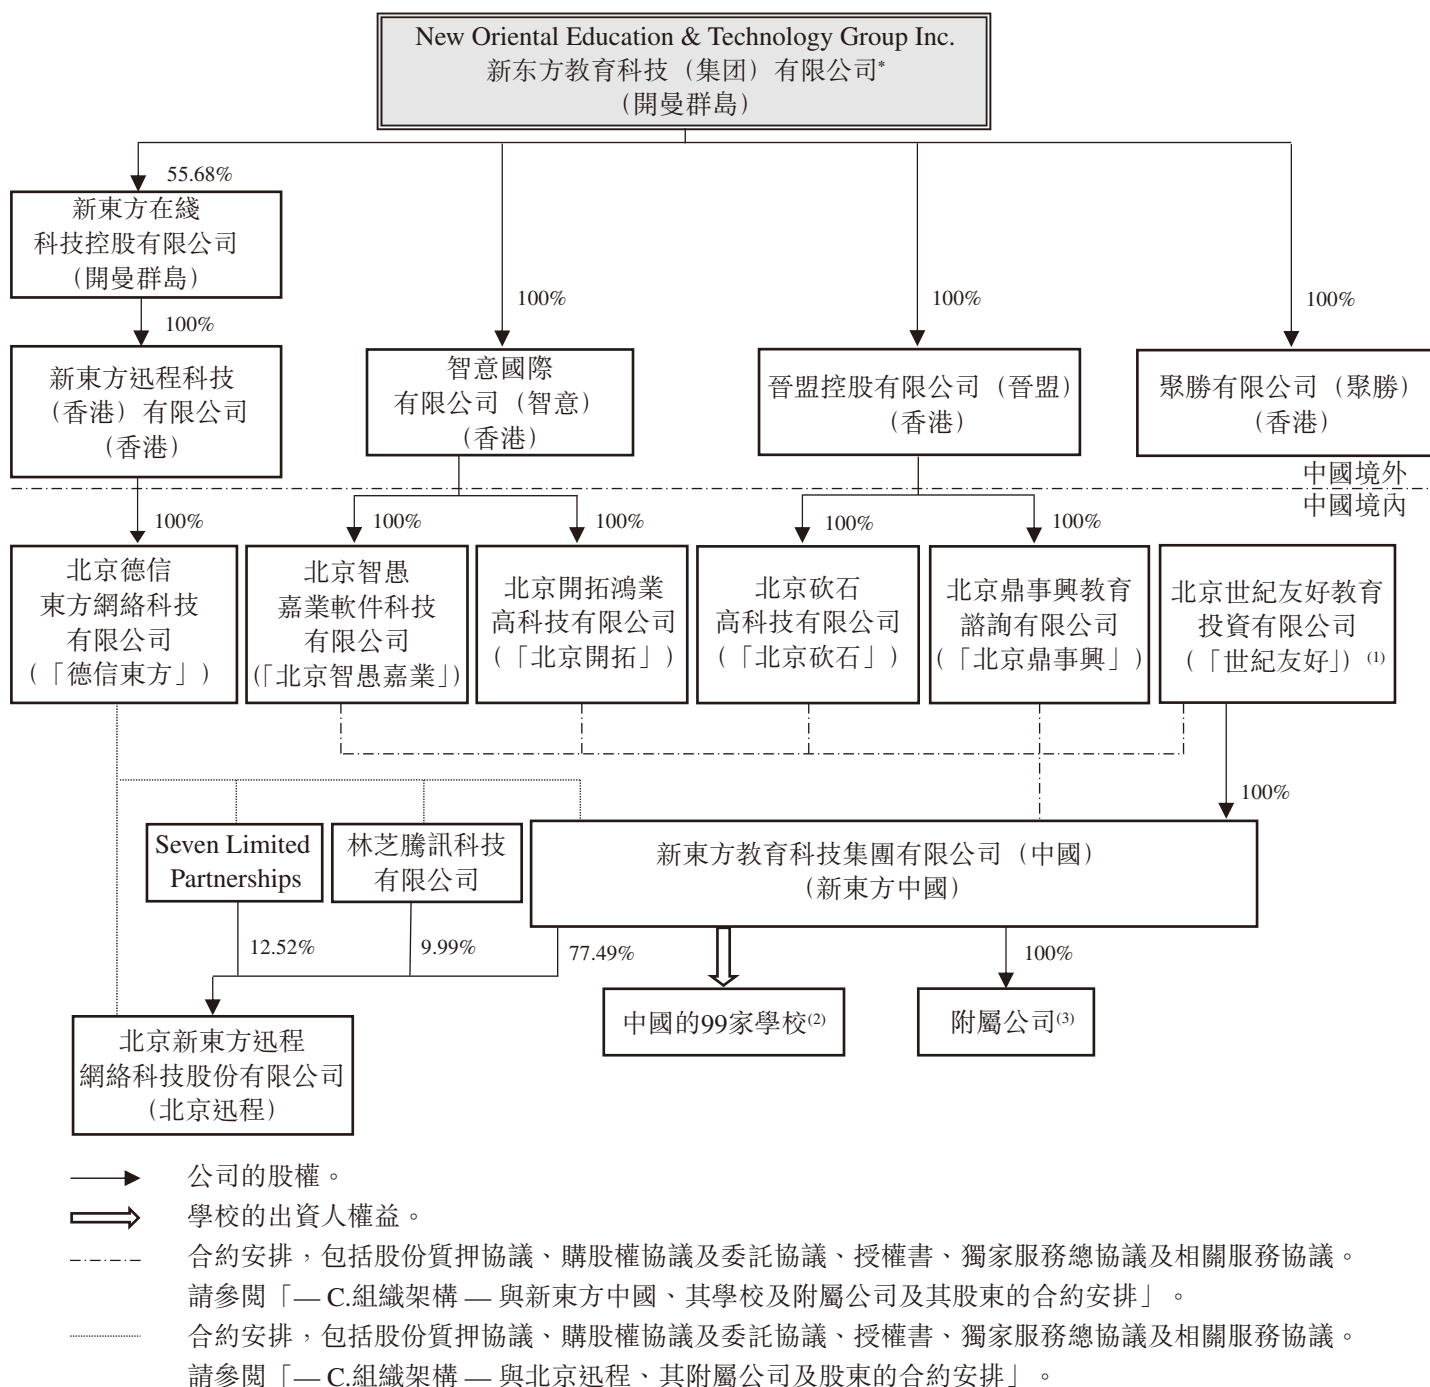 New Oriental Education & Technology Group Inc.
新东方教育科技（集团）有限公司*
（開曼群島）
55.68%
新東方在綫
科技控股有限公司
（開曼群島）
100%
100%
100%
100%
新東方迅程科技
（香港）有限公司
（香港）
智意國際
有限公司（智意）
（香港）
晉盟控股有限公司（晉盟）
（香港）
聚勝有限公司（聚勝）
（香港）
中國境外
中國境內
100%
100%
100%
100%
100%
北京德信
東方網絡科技
有限公司
（「德信東方」）
北京智愚
嘉業軟件科技
有限公司
（「北京智愚嘉業」）
北京開拓鴻業
高科技有限公司
（「北京開拓」）
北京砍石
高科技有限公司
（「北京砍石」）
北京鼎事興教育
諮詢有限公司
（「北京鼎事興」）
北京世紀友好教育
投資有限公司
（「世紀友好」）(1)
100%
Seven Limited
Partnerships
林芝騰訊科技
有限公司
新東方教育科技集團有限公司（中國）
（新東方中國）
12.52%
9.99%
77.49%
100%
北京新東方迅程
網絡科技股份有限公司
（北京迅程）
中國的99家學校(2)
附屬公司(3)
公司的股權。
學校的出資人權益。
合約安排，包括股份質押協議、購股權協議及委託協議、授權書、獨家服務總協議及相關服務協議。
請參閱「— C.組織架構 — 與新東方中國、其學校及附屬公司及其股東的合約安排」。
合約安排，包括股份質押協議、購股權協議及委託協議、授權書、獨家服務總協議及相關服務協議。
請參閱「— C.組織架構 — 與北京迅程、其附屬公司及股東的合約安排」。